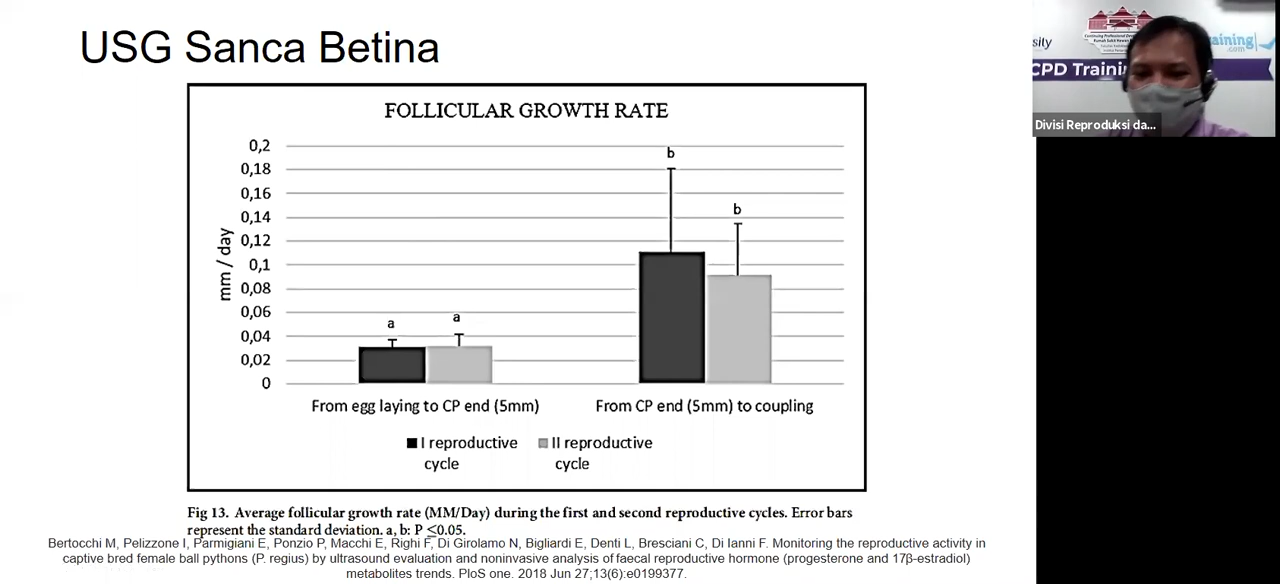 USG Sanca Betina
FOLLICULAR GROWTH RATE
0,2
0,18
0,16
0,14
0,12
0,1
0,08
0,06
0,04
0,02
0
mm / day
a
a
b
b
From egg laying to CP end (5mm)
From CP end (5mm) to coupling
I reproductive
cycle
II reproductive
cycle
Fig 13. Average follicular growth rate (MM/Day) during the first and second reproductive cycles. Error bars
represent the standard deviation. a, b: P ≤0.05.
Bertocchi M, Pelizzone I, Parmigiani E, Ponzio P, Macchi E, Righi F, Di Girolamo N, Bigliardi E, Denti L, Bresciani C, Di Ianni F. Monitoring the reproductive activity in
captive bred female ball pythons (P. regius) by ultrasound evaluation and noninvasive analysis of faecal reproductive hormone (progesterone and 17β-estradiol)
metabolites trends. PloS one. 2018 Jun 27;13(6):e0199377.
sity
aining
.com
CPD Traini
Divisi Reproduksi da...